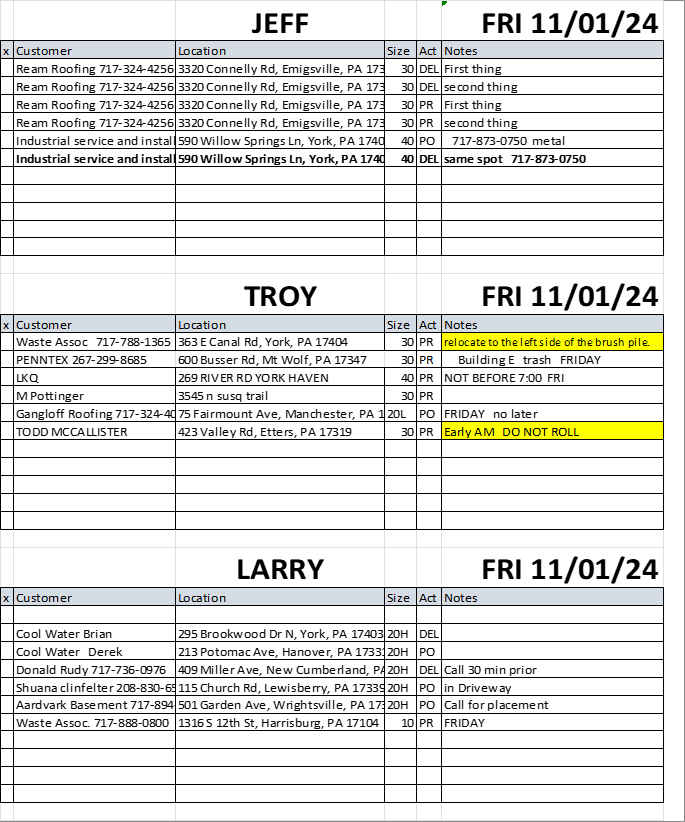 JEFF FRI 11/01/24
x Customer Location Size Act Notes
Ream Roofing 717-324-4256 3320 Connelly Rd, Emigsville, PA 173 30 DEL First thing
Ream Roofing 717-324-4256 3320 Connelly Rd, Emigsville, PA 173 30 DEL second thing
Ream Roofing 717-324-4256 3320 Connelly Rd, Emigsville, PA 173 30 PR First thing
Ream Roofing 717-324-4256 3320 Connelly Rd, Emigsville, PA 173 30 PR second thing
Industrial service and install 590 Willow Springs Ln, York, PA 1740 40 PO 717-873-0750 metal
Industrial service and install 590 Willow Springs Ln, York, PA 1740 40 DEL same spot 717-873-0750
TROY FRI 11/01/24
x Customer Location Size Act Notes
Waste Assoc 717-788-1365 363 E Canal Rd, York, PA 17404 30 PR relocate to the left side of the brush pile.
PENNTEX 267-299-8685 600 Busser Rd, Mt Wolf, PA 17347 30 PR Building E trash FRIDAY
LKQ 269 RIVER RD YORK HAVEN 40 PR NOT BEFORE 7:00 FRI
M Pottinger 3545 n susq trail 30 PR
Gangloff Roofing 717-324-40 75 Fairmount Ave, Manchester, PA 1 20L PO FRIDAY no later
TODD MCCALLISTER 423 Valley Rd, Etters, PA 17319 30 PR Early AM DO NOT ROLL
LARRY FRI 11/01/24
x Customer Location Size Act Notes
Cool Water Brian 295 Brookwood Dr N, York, PA 17403 20H DEL
Cool Water Derek 213 Potomac Ave, Hanover, PA 1733 20H PO
Donald Rudy 717-736-0976 409 Miller Ave, New Cumberland, PA 20H DEL Call 30 min prior
Shuana clinfelter 208-830-65 115 Church Rd, Lewisberry, PA 17339 20H PO in Driveway
Aardvark Basement 717-894 501 Garden Ave, Wrightsville, PA 173 20H PO Call for placement
Waste Assoc. 717-888-0800 1316 S 12th St, Harrisburg, PA 17104 10 PR FRIDAY